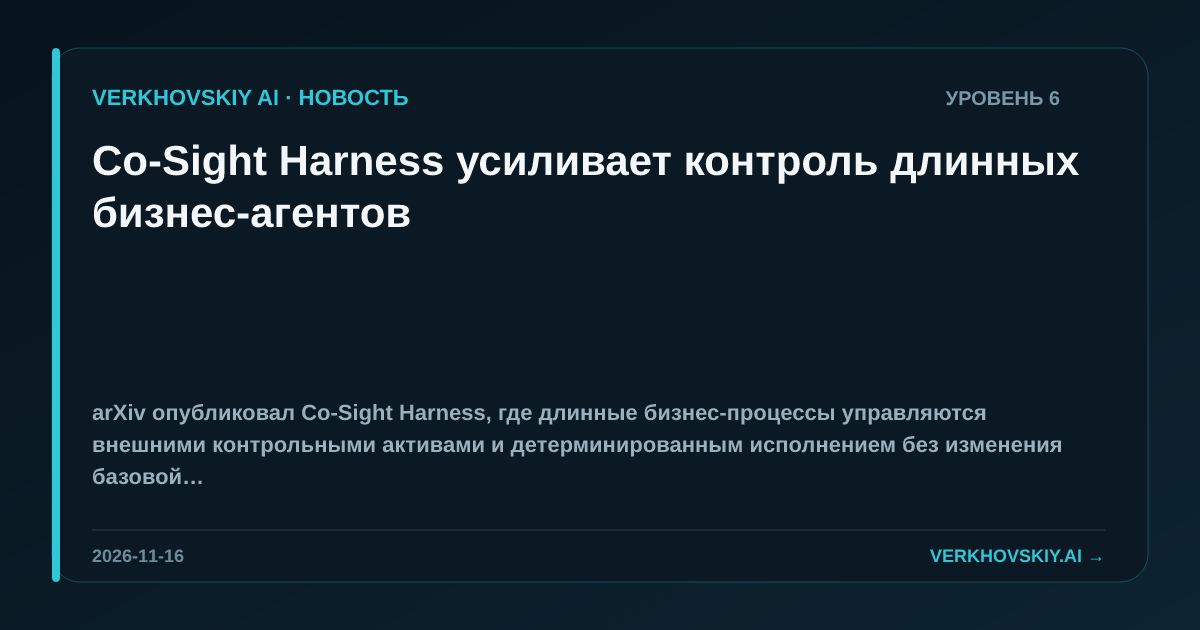 VERKHOVSKIY AI · НОВОСТЬ
УРОВЕНЬ 6
Co-Sight Harness усиливает контроль длинных
бизнес-агентов
arXiv опубликовал Co-Sight Harness, где длинные бизнес-процессы управляются
внешними контрольными активами и детерминированным исполнением без изменения
базовой…
2026-11-16
VERKHOVSKIY.AI →